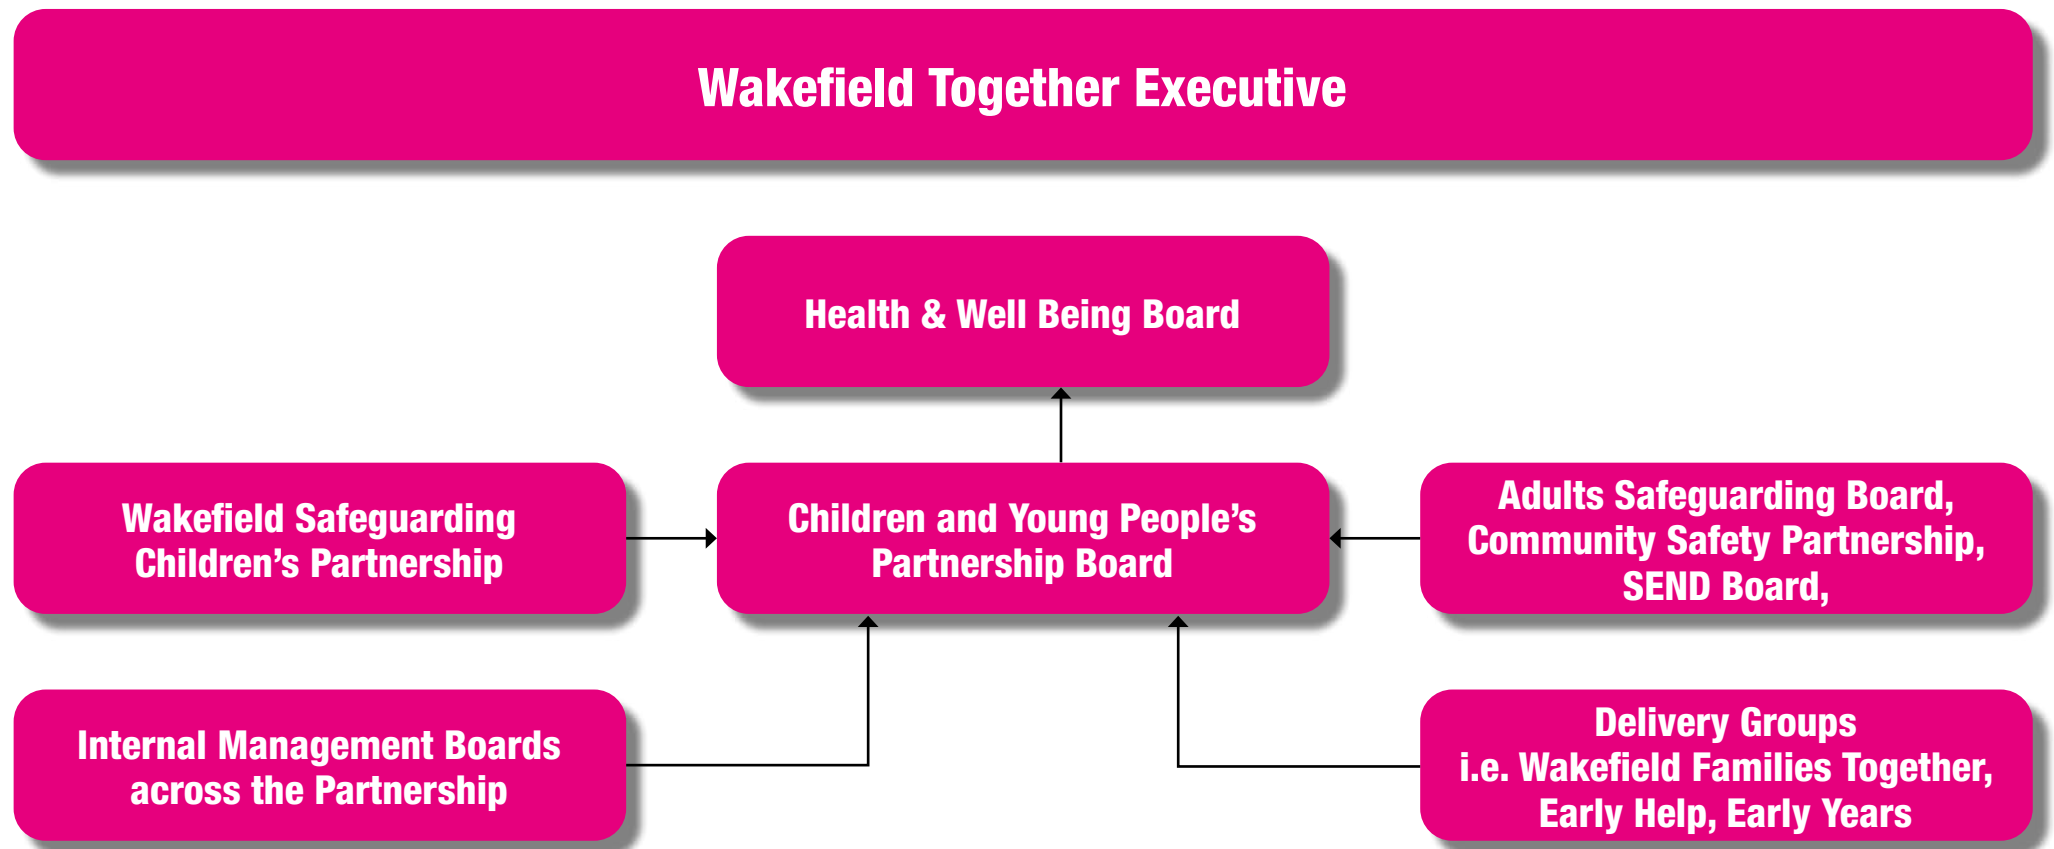 Wakefield Together Executive
Health & Well Being Board
Wakefield Safeguarding
Children’s Partnership
Children and Young People’s
Partnership Board
Adults Safeguarding Board,
Community Safety Partnership,
SEND Board,
Internal Management Boards
across the Partnership
Delivery Groups
i.e. Wakefield Families Together,
Early Help, Early Years